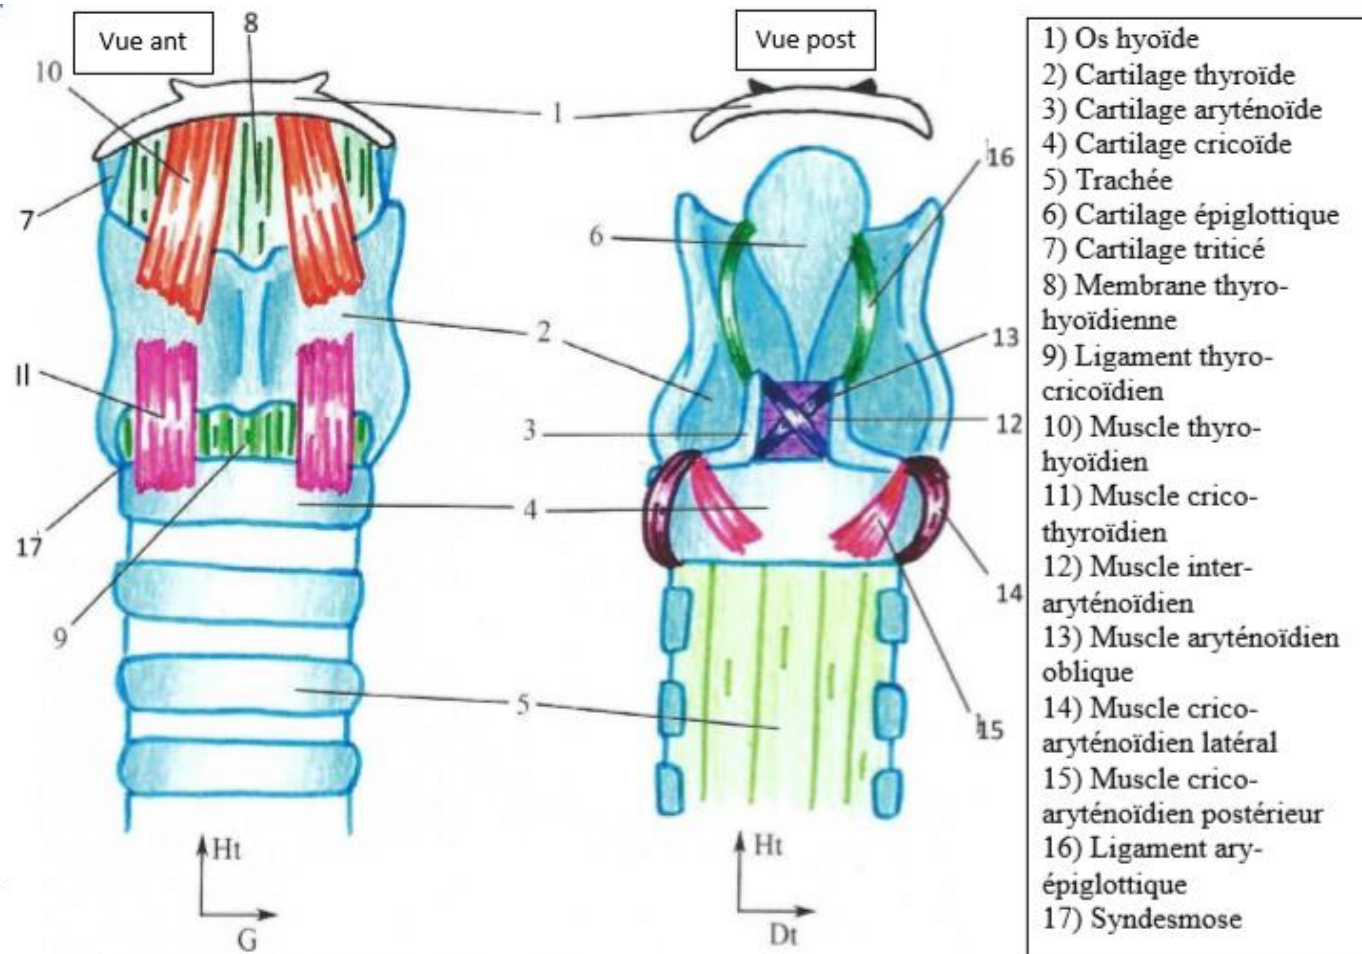 Vue ant
8
10
1
7
2
11
4
17
9
5
Ht
G
Vue post
16
6
13
3
12
14
15
Ht
Dt
1) Os hyoïde
2) Cartilage thyroïde
3) Cartilage aryténoïde
4) Cartilage cricoïde
5) Trachée
6) Cartilage épiglottique
7) Cartilage triticé
8) Membrane thyro-
hyoïdienne
9) Ligament thyro-
cricoïdien
10) Muscle thyro-
hyoïdien
11) Muscle crico-
thyroïdien
12) Muscle inter-
aryténoïdien
13) Muscle aryténoïdien
oblique
14) Muscle crico-
aryténoïdien latéral
15) Muscle crico-
aryténoïdien postérieur
16) Ligament ary-
épiglottique
17) Syndesmose